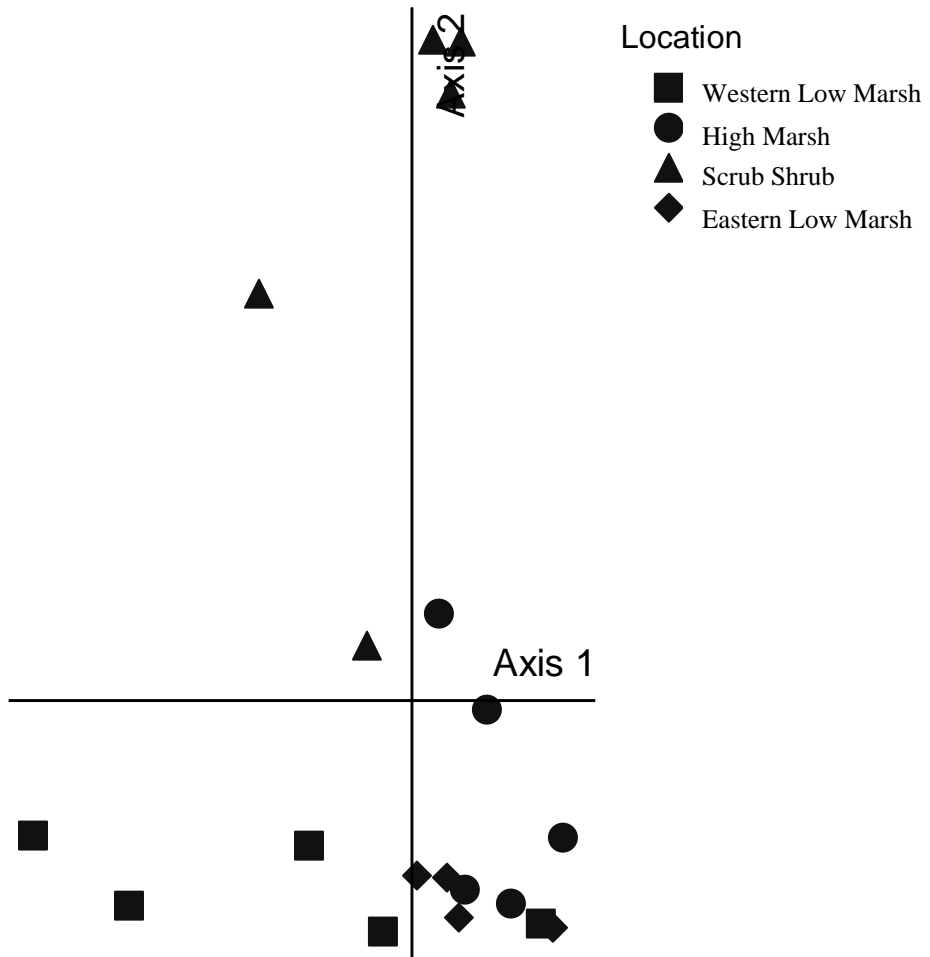 Axis 2
Location
Western Low Marsh
High Marsh
Scrub Shrub
Eastern Low Marsh
Axis 1